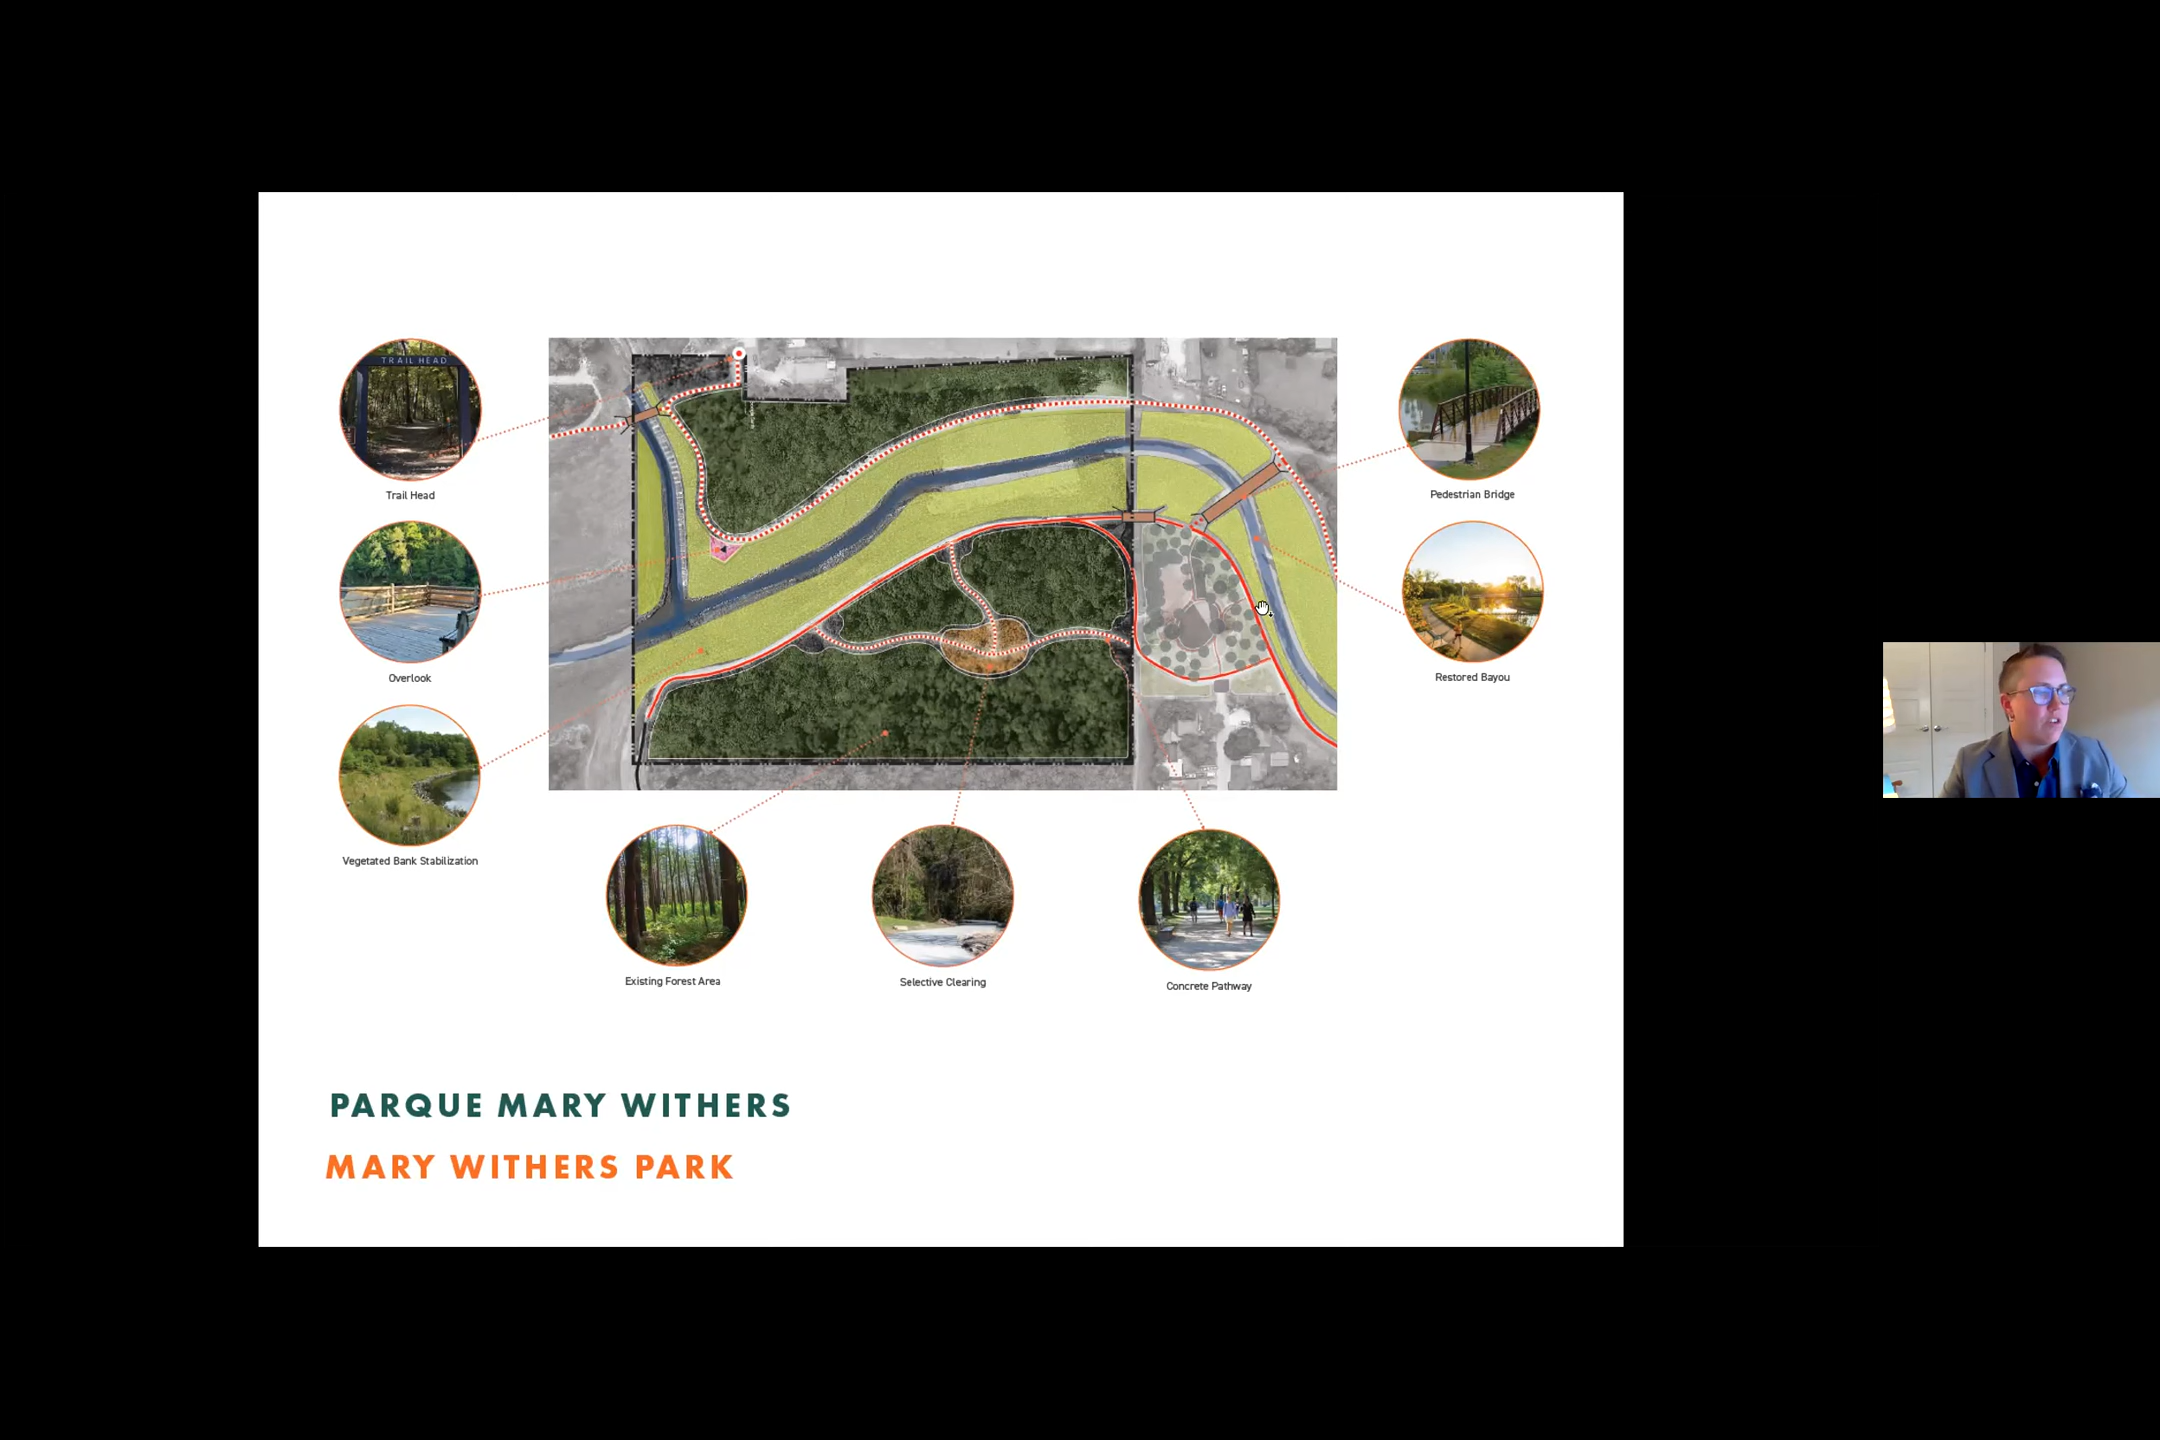 TRAIL HEAD
Trail Head
Overlook
Vegetated Bank Stabilization
Existing Forest Area
Selective Clearing
Concrete Pathway
Pedestrian Bridge
Restored Bayou
PARQUE MARY WITHERS
MARY WITHERS PARK